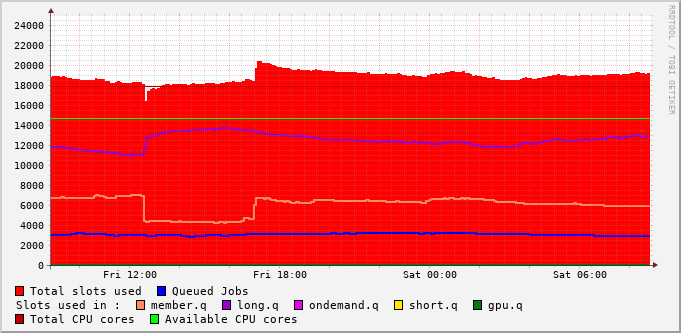 RRDTOOL / TOBI OETIKER
24000
22000
20000
18000
16000
14000
12000
10000
8000
6000
4000
2000
0
Fri 12:00 Fri 18:00 Sat 00:00 Sat 06:00
Total slots used Queued Jobs
Slots used in : member.q long.q ondemand.q short.q gpu.q
Total CPU cores Available CPU cores